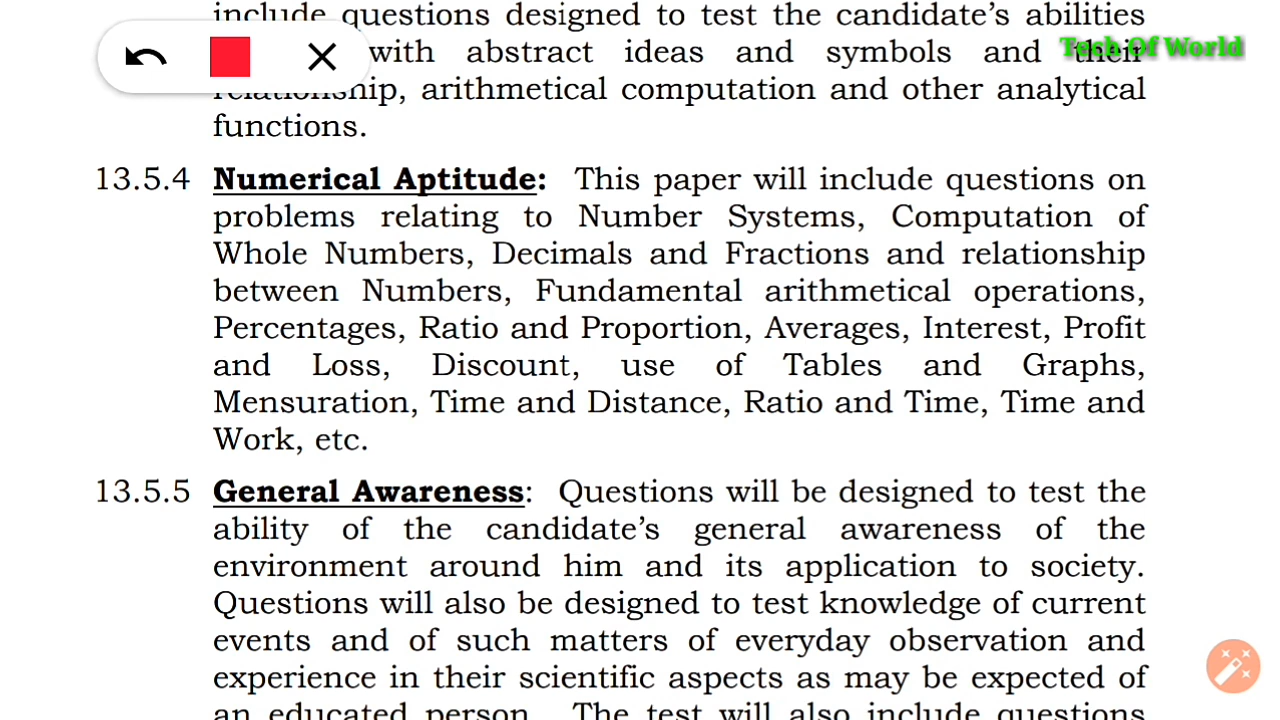 include questions designed to test the candidate's abilities
with abstract ideas and symbols and their
Tech Of World
relationship, arithmetical computation and other analytical
functions.
13.5.4 Numerical Aptitude: This paper will include questions on
problems relating to Number Systems, Computation of
Whole Numbers, Decimals and Fractions and relationship
between Numbers, Fundamental arithmetical operations,
Percentages, Ratio and Proportion, Averages, Interest, Profit
and Loss, Discount, use of Tables and Graphs,
Mensuration, Time and Distance, Ratio and Time, Time and
Work, etc.
13.5.5 General Awareness: Questions will be designed to test the
ability of the candidate's general awareness of the
environment around him and its application to society.
Questions will also be designed to test knowledge of current
events and of such matters of everyday observation and
experience in their scientific aspects as may be expected of
an educated person. The test will also include questions